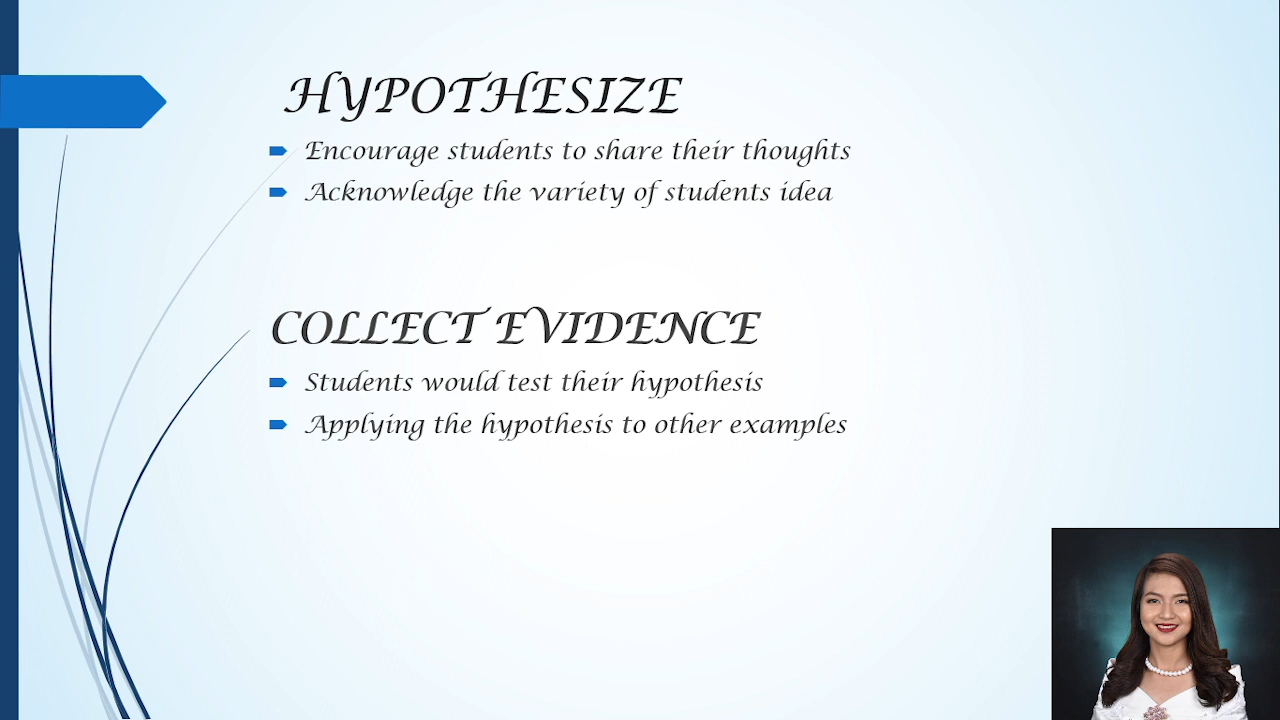 HYPOTHESIZE
Encourage students to share their thoughts
Acknowledge the variety of students idea
COLLECT EVIDENCE
Students would test their hypothesis
Applying the hypothesis to other examples